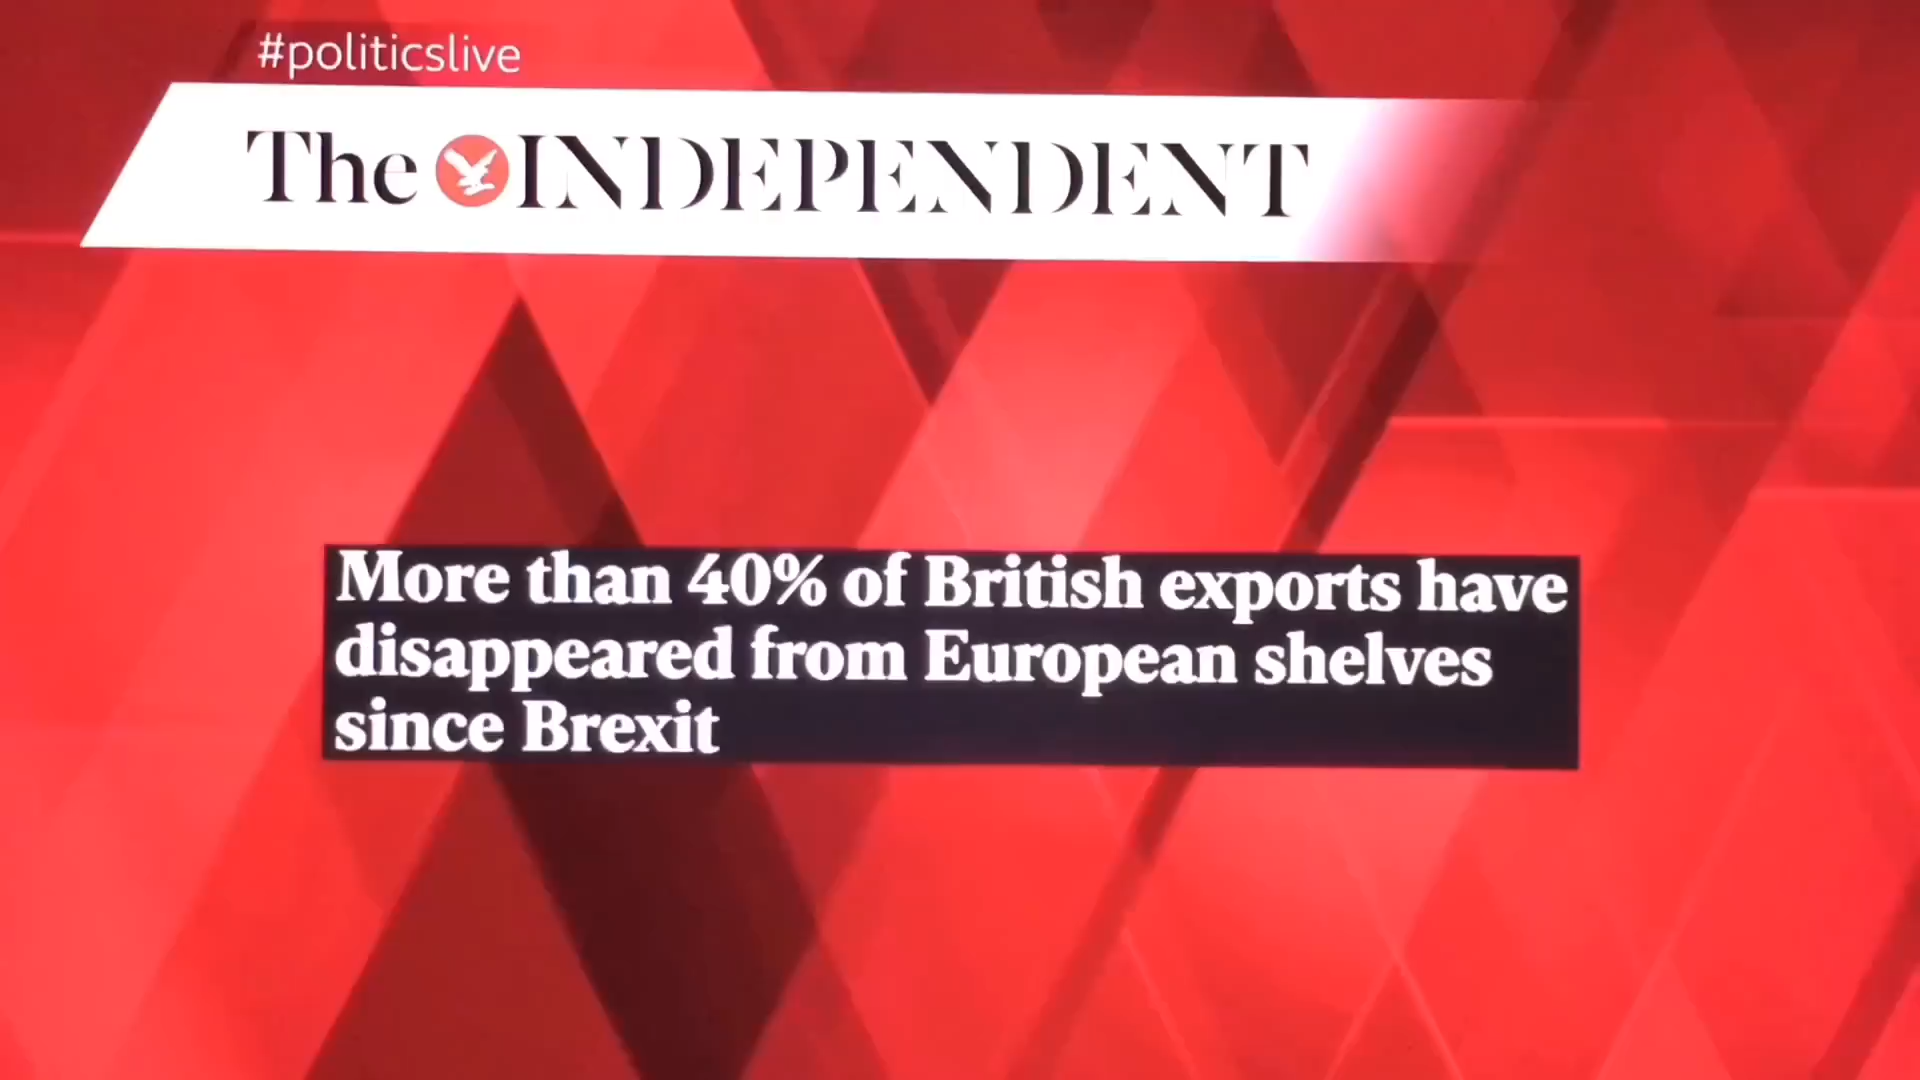 #politicslive
The INDEPENDENT
More than 40% of British exports have
disappeared from European shelves
since Brexit